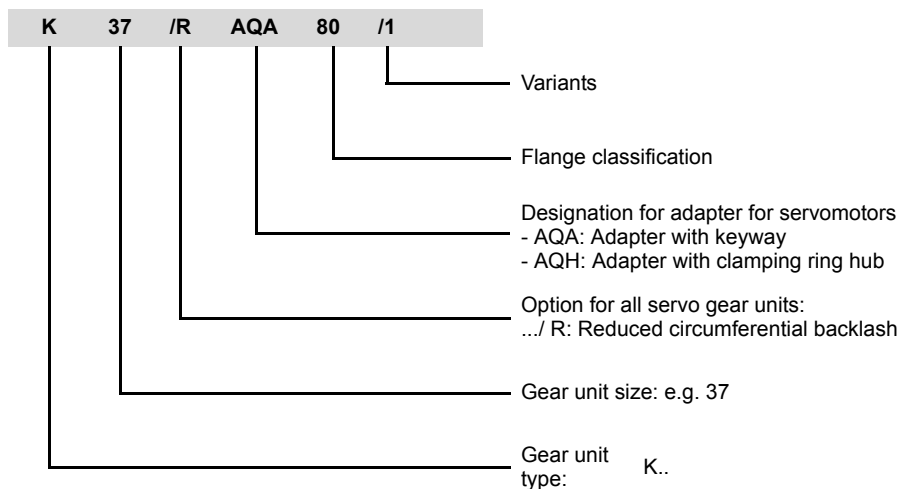 K 37 /R AQA 80 /1
Variants
Flange classification
Designation for adapter for servomotors
- AQA: Adapter with keyway
- AQH: Adapter with clamping ring hub
Option for all servo gear units:
.../ R: Reduced circumferential backlash
Gear unit size: e.g. 37
Gear unit
type: K..